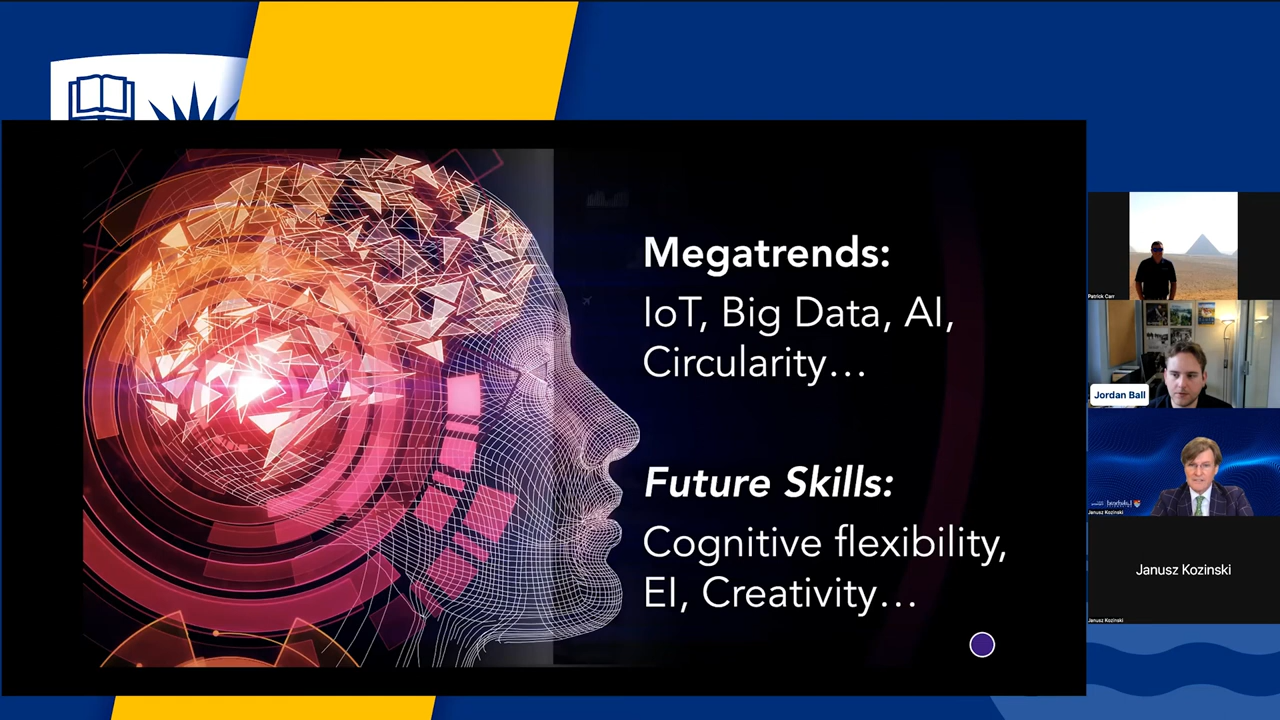 Megatrends:
IoT, Big Data, AI,
Circularity...
Future Skills:
Cognitive flexibility,
EI, Creativity...
Patrick Carr
Jordan Ball
Janusz Kozinski
Janusz Kozinski
Janusz Kozinski